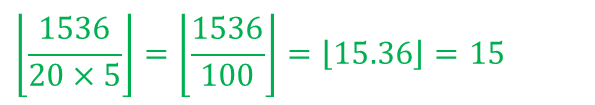 ⌊1536/(20 × 5)⌋ = ⌊1536/100⌋ = ⌊15.36⌋ = 15